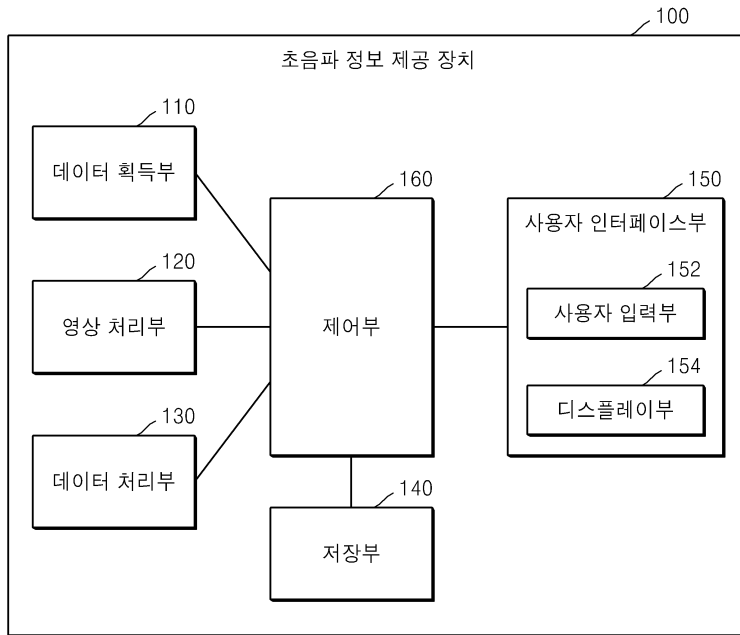 100
초음파 정보 제공 장치
110
데이터 획득부
160
제어부
150
사용자 인터페이스부
120
영상 처리부
152
사용자 입력부
154
디스플레이부
130
데이터 처리부
140
저장부